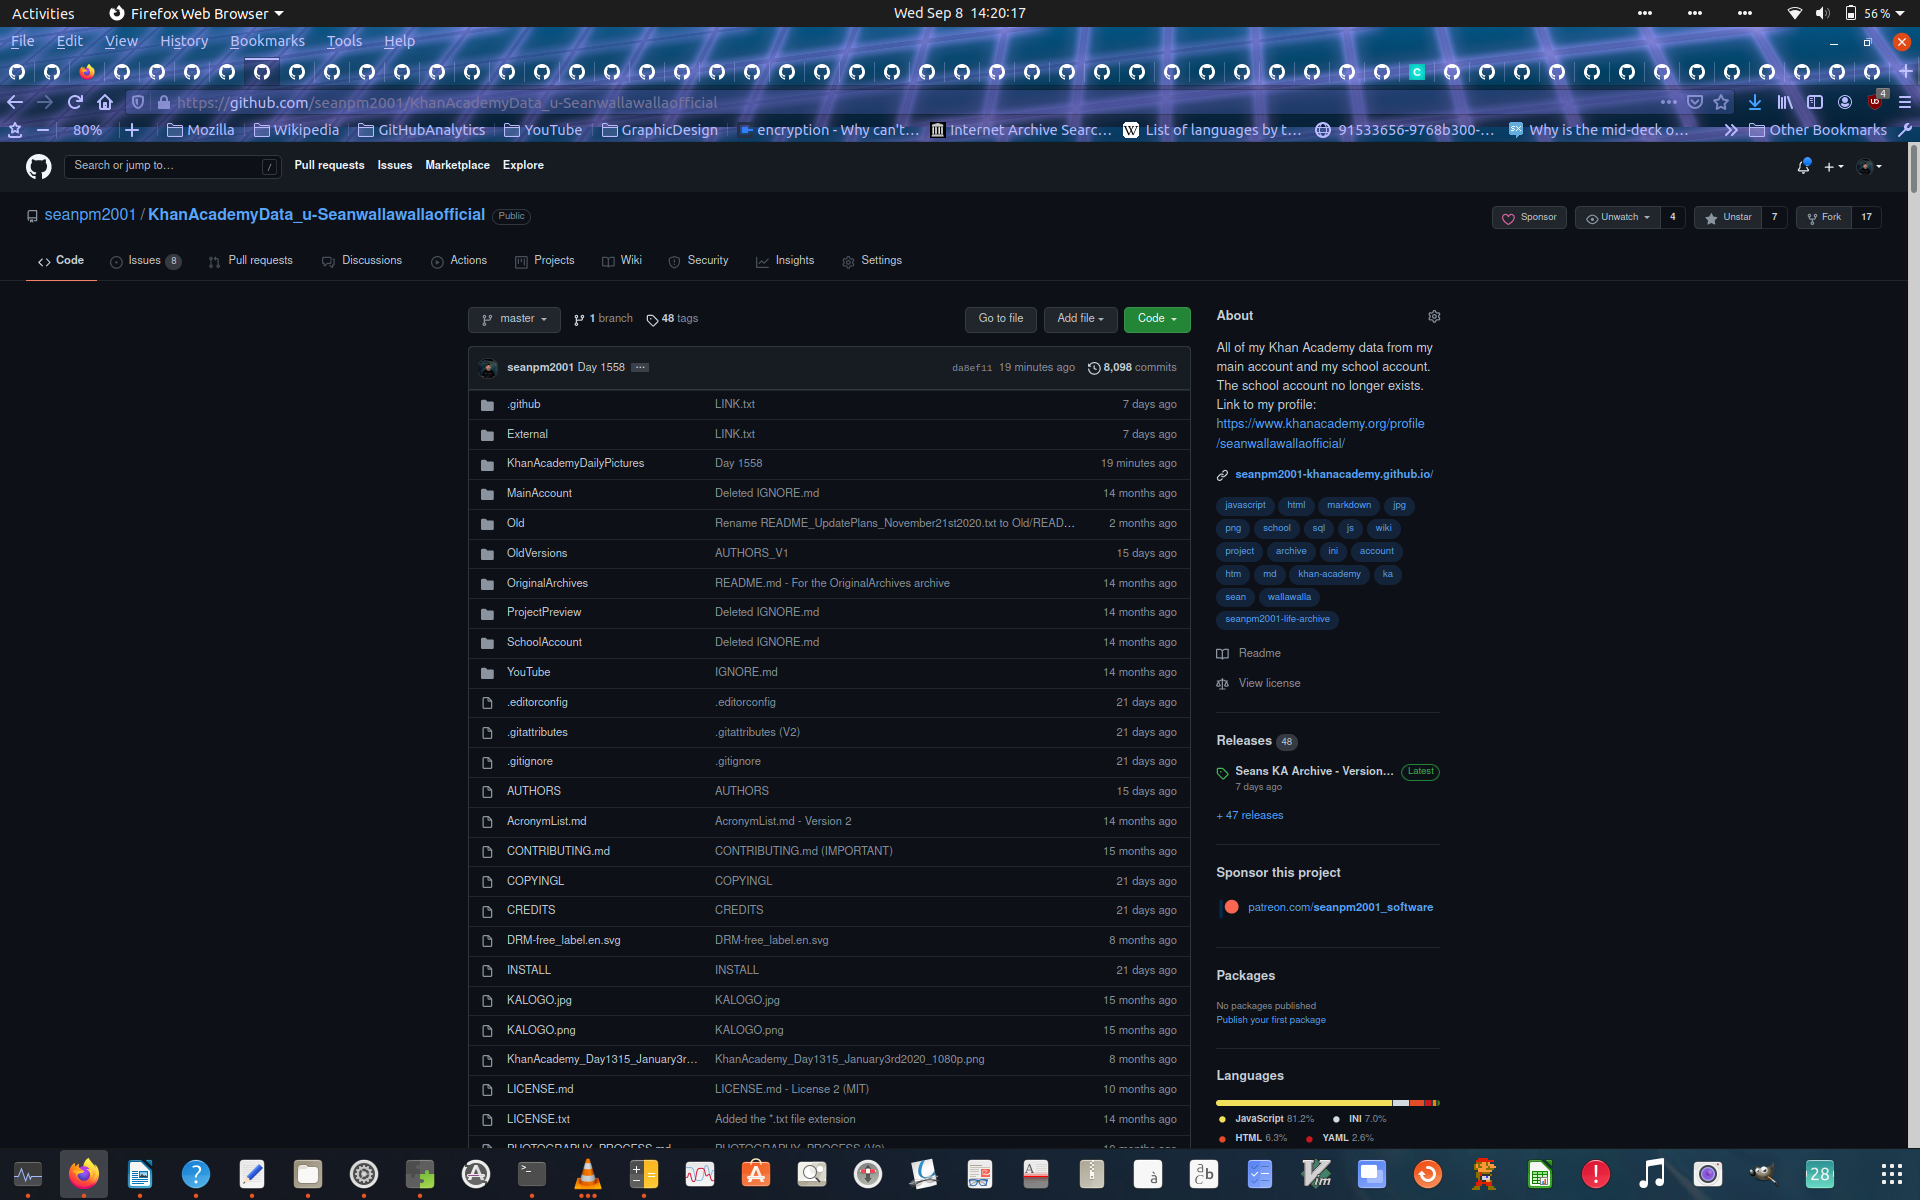 Activities
Firefox Web Browser
Wed Sep 8 14:20:17
56 %
File Edit View History Bookmarks Tools Help
https://github.com/seanpm2001/KhanAcademyData_u-Seanwallawallaofficial
4
80%
Mozilla
Wikipedia
GitHubAnalytics
YouTube
GraphicDesign
encryption - Why can't...
Internet Archive Searc...
List of languages by t...
91533656-9768b300-...
Why is the mid-deck o...
Other Bookmarks
Search or jump to...
/
Pull requests Issues Marketplace Explore
seanpm2001 / KhanAcademyData_u-Seanwallawallaofficial Public
Sponsor
Unwatch 4
Unstar 7
Fork 17
Code
Issues 8
Pull requests
Discussions
Actions
Projects
Wiki
Security
Insights
Settings
master
1 branch
48 tags
Go to file
Add file
Code
seanpm2001 Day 1558 ...
da8ef11 19 minutes ago
8,098 commits
.github LINK.txt 7 days ago
External LINK.txt 7 days ago
KhanAcademyDailyPictures Day 1558 19 minutes ago
MainAccount Deleted IGNORE.md 14 months ago
Old Rename README_UpdatePlans_November21st2020.txt to Old/READ... 2 months ago
OldVersions AUTHORS_V1 15 days ago
OriginalArchives README.md - For the OriginalArchives archive 14 months ago
ProjectPreview Deleted IGNORE.md 14 months ago
SchoolAccount Deleted IGNORE.md 14 months ago
YouTube IGNORE.md 14 months ago
.editorconfig .editorconfig 21 days ago
.gitattributes .gitattributes (V2) 21 days ago
.gitignore .gitignore 21 days ago
AUTHORS AUTHORS 15 days ago
AcronymList.md AcronymList.md - Version 2 14 months ago
CONTRIBUTING.md CONTRIBUTING.md (IMPORTANT) 15 months ago
COPYINGL COPYINGL 21 days ago
CREDITS CREDITS 21 days ago
DRM-free_label.en.svg DRM-free_label.en.svg 8 months ago
INSTALL INSTALL 21 days ago
KALOGO.jpg KALOGO.jpg 15 months ago
KALOGO.png KALOGO.png 15 months ago
KhanAcademy_Day1315_January3r... KhanAcademy_Day1315_January3rd2020_1080p.png 8 months ago
LICENSE.md LICENSE.md - License 2 (MIT) 10 months ago
LICENSE.txt Added the *.txt file extension 14 months ago
About
All of my Khan Academy data from my
main account and my school account.
The school account no longer exists.
Link to my profile:
https://www.khanacademy.org/profile
/seanwallawallaofficial/
seanpm2001-khanacademy.github.io/
javascript html markdown jpg
png school sql js wiki
project archive ini account
htm md khan-academy ka
sean wallawalla
seanpm2001-life-archive
Readme
View license
Releases 48
Seans KA Archive - Version... Latest
7 days ago
+ 47 releases
Sponsor this project
patreon.com/seanpm2001_software
Packages
No packages published
Publish your first package
Languages
JavaScript 81.2% INI 7.0%
HTML 6.3% YAML 2.6%
28